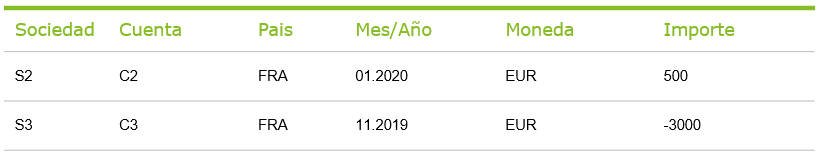 Sociedad Cuenta Pais Mes/Año Moneda Importe
S2 C2 FRA 01.2020 EUR 500
S3 C3 FRA 11.2019 EUR -3000